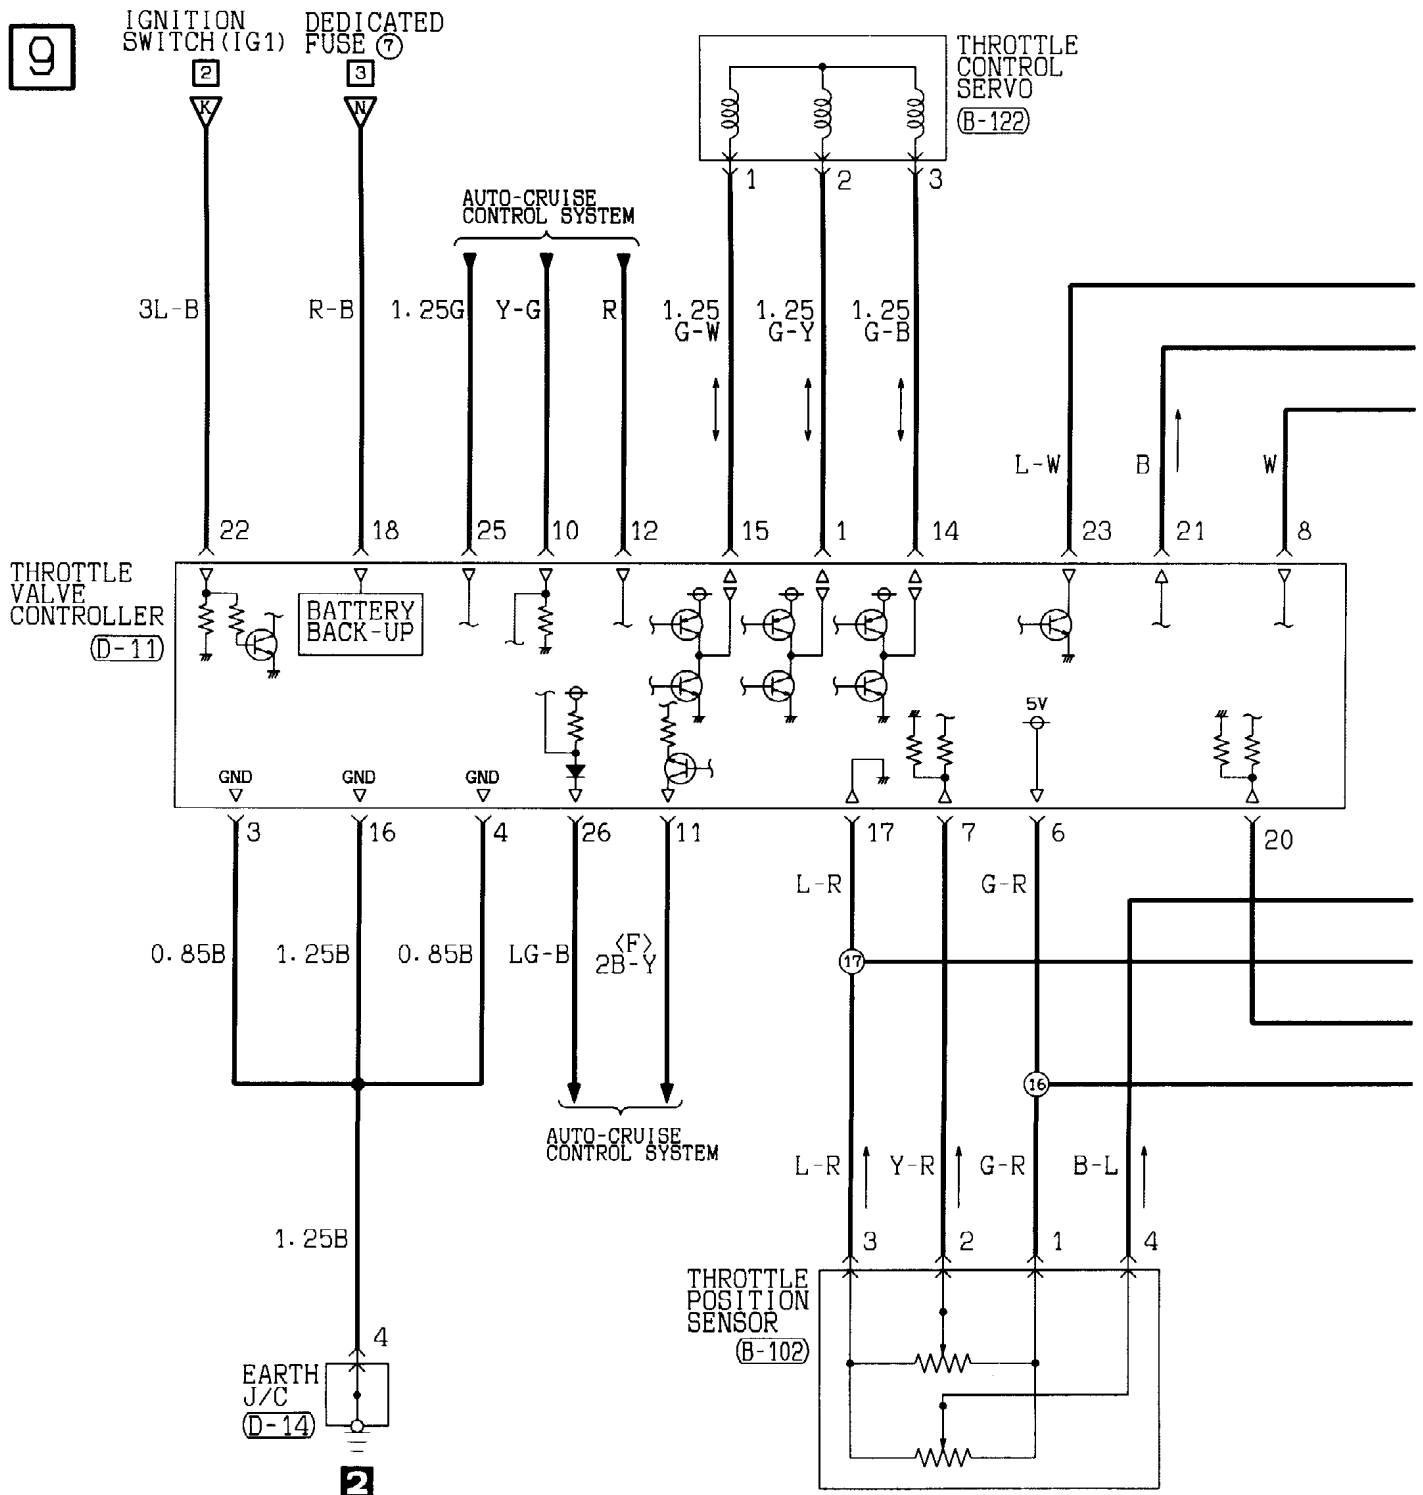 9
IGNITION
SWITCH(IG1)
DEDICATED
FUSE ⑦
2
3
K
N
THROTTLE
CONTROL
SERVO
B-122
1
2
3
AUTO-CRUISE
CONTROL SYSTEM
3L-B
R-B
1.25G
Y-G
R
1.25
G-W
1.25
G-Y
1.25
G-B
L-W
B
W
22
18
25
10
12
15
1
14
23
21
8
THROTTLE
VALVE
CONTROLLER
D-11
BATTERY
BACK-UP
5V
GND
GND
GND
3
16
4
26
11
17
7
6
20
L-R
G-R
0.85B
1.25B
0.85B
LG-B
<F>
2B-Y
17
16
AUTO-CRUISE
CONTROL SYSTEM
L-R
Y-R
G-R
B-L
1.25B
3
2
1
4
THROTTLE
POSITION
SENSOR
B-102
4
EARTH
J/C
D-14
2